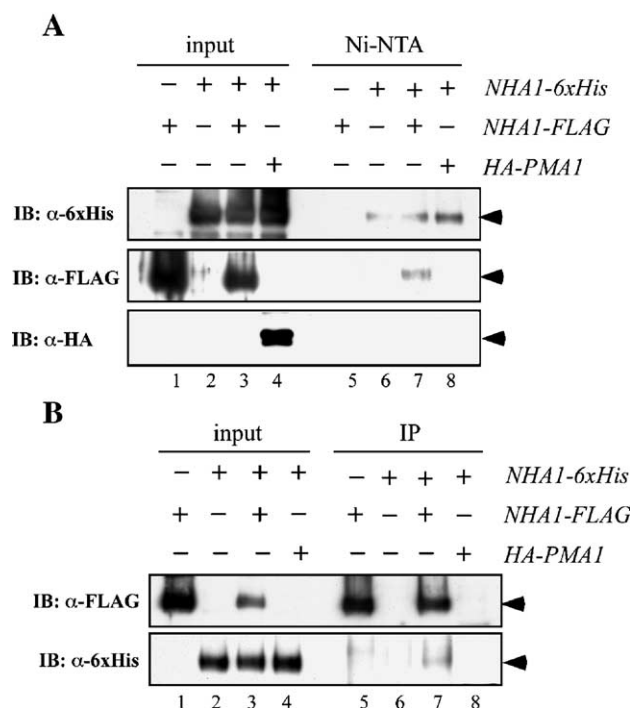 A
input Ni-NTA
– + + + – + + + NHA1-6xHis
+ – + – + – + – NHA1-FLAG
– – – + – – – + HA-PMA1
IB: α-6xHis
IB: α-FLAG
IB: α-HA
1 2 3 4 5 6 7 8
B
input IP
– + + + – + + + NHA1-6xHis
+ – + – + – + – NHA1-FLAG
– – – + – – – + HA-PMA1
IB: α-FLAG
IB: α-6xHis
1 2 3 4 5 6 7 8